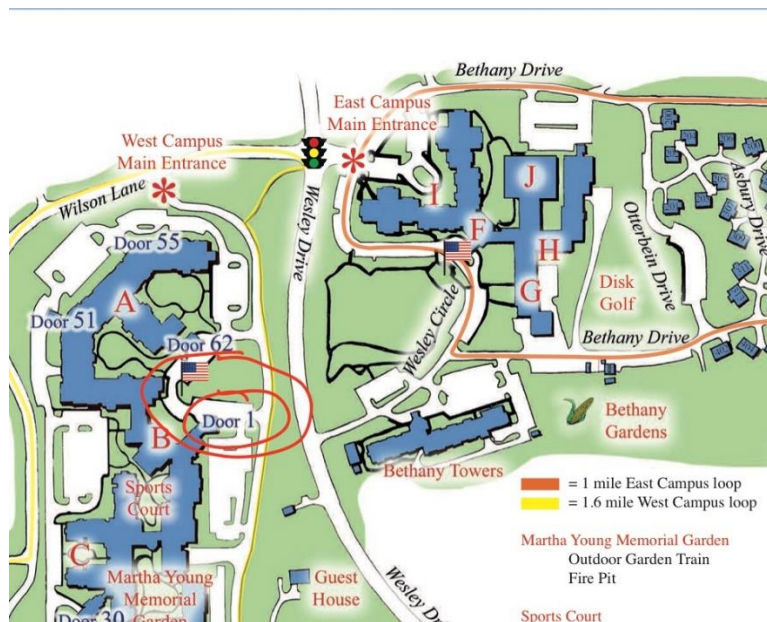 Bethany Drive
East Campus
Main Entrance
West Campus
Main Entrance
Wilson Lane
Wesley Drive
J
I
F
H
G
Otterbein Drive
Asbury Drive
Disk
Golf
Door 55
A
Door 51
Door 62
Door 1
B
Wesley Circle
Bethany Drive
Bethany
Gardens
Bethany Towers
Sports
Court
C
Martha Young
Memorial
Garden
Door 30
Guest
House
Wesley Dr
= 1 mile East Campus loop
= 1.6 mile West Campus loop
Martha Young Memorial Garden
Outdoor Garden Train
Fire Pit
Sports Court